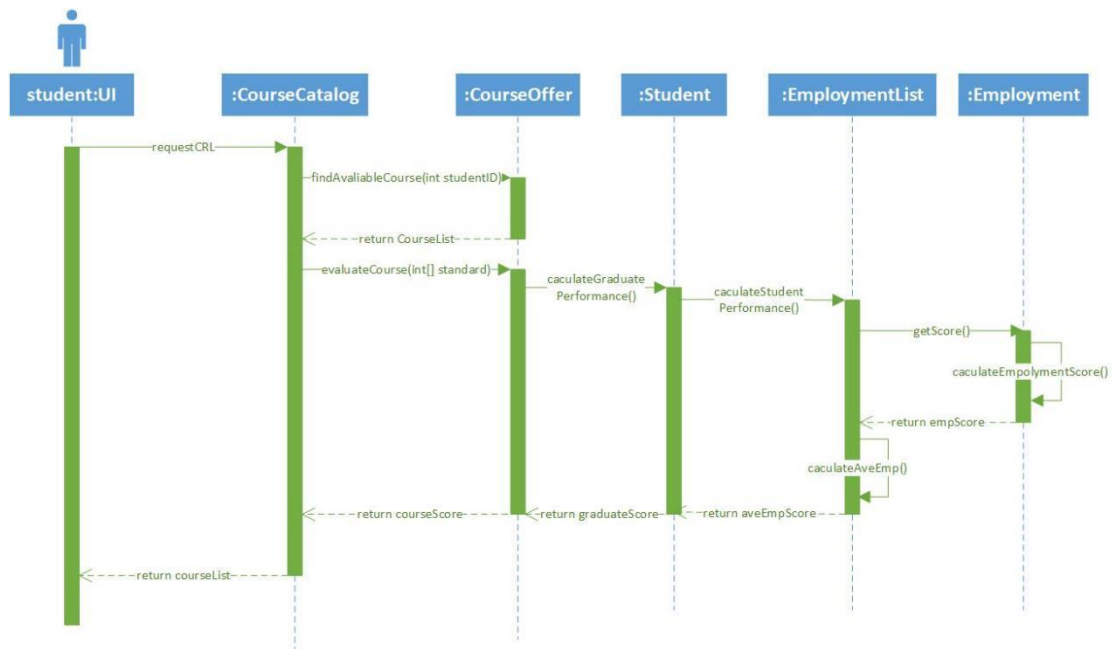 student:UI
:CourseCatalog
:CourseOffer
:Student
:EmploymentList
:Employment
requestCRL
findAvaliableCourse(int studentID)
return CourseList
evaluateCourse(int[] standard)
caculateGraduate
Performance()
caculateStudent
Performance()
getScore()
caculateEmpolymentScore()
return empScore
caculateAveEmp()
return courseScore
return graduateScore
return aveEmpScore
return courseList